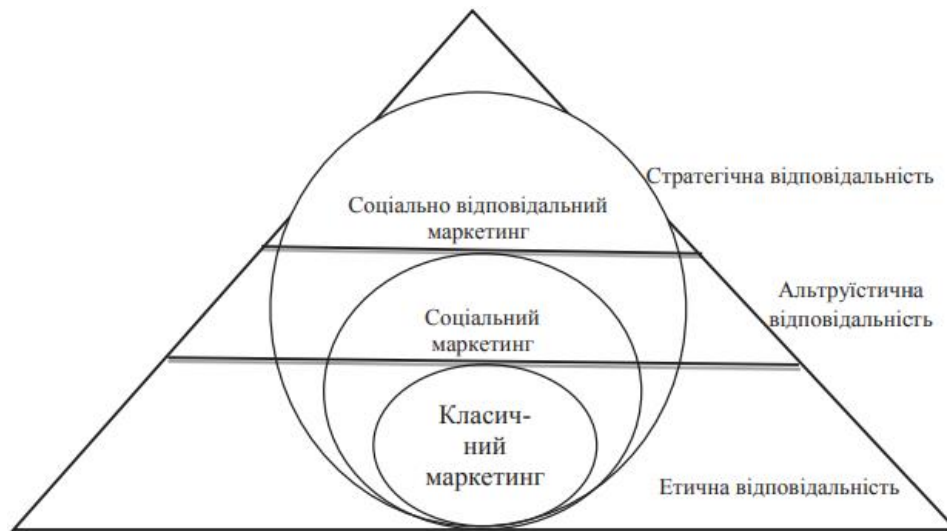 Стратегічна відповідальність
Соціально відповідальний
маркетинг
Альтруїстична
відповідальність
Соціальний
маркетинг
Класич-
ний
маркетинг
Етична відповідальність